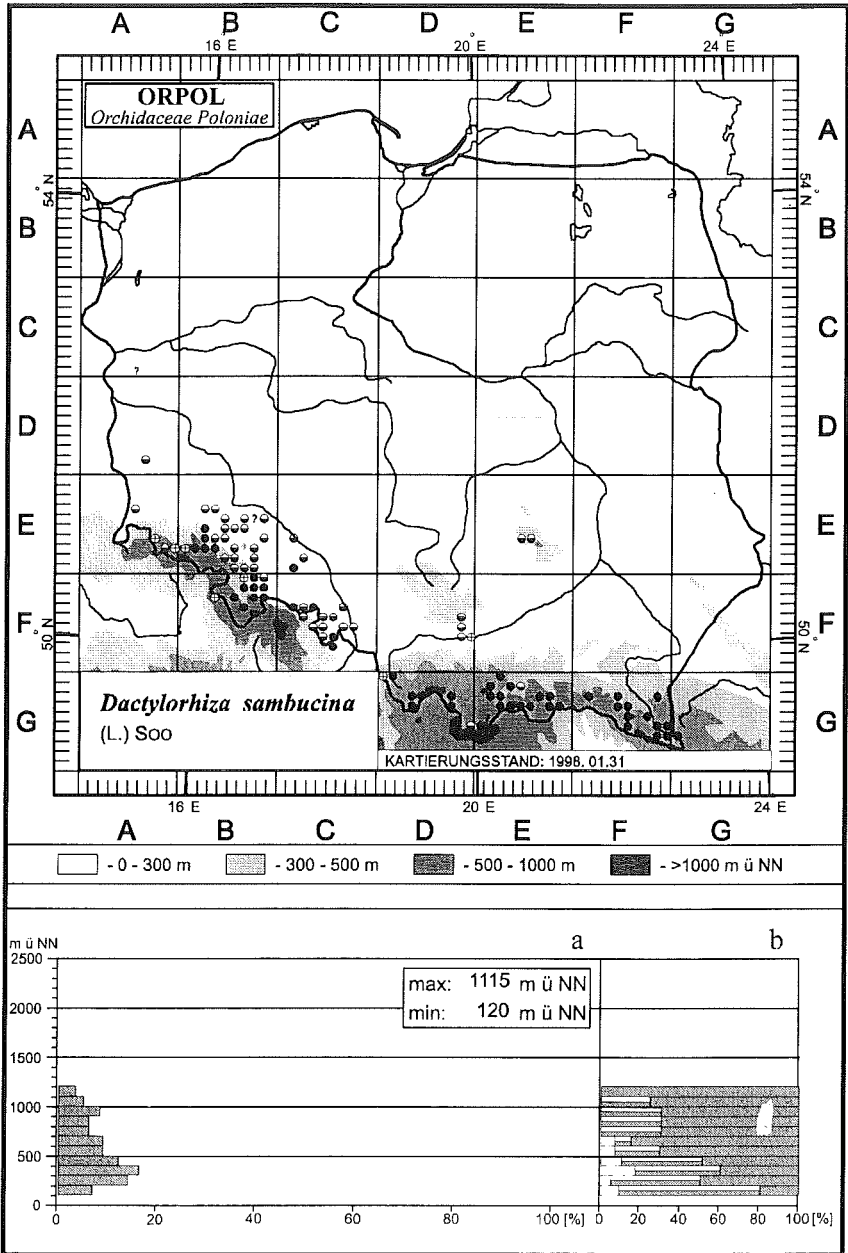 A B C D E F G
16° E 20° E 24° E
ORPOL
Orchidaceae Poloniae
A A
54° N 54° N
B B
C C
?
D D
E E
?
F F
50° N 50° N
G G
Dactylorhiza sambucina
(L.) Soo
KARTIERUNGSSTAND: 1998. 01.31
16° E 20° E 24 E
A B C D E F G
- 0 - 300 m - 300 - 500 m - 500 - 1000 m - >1000 m ü NN
m ü NN a b
2500
max: 1115 m ü NN
min: 120 m ü NN
2000
1500
1000
500
0
0 20 40 60 80 100 [%] 0 20 40 60 80 100 [%]